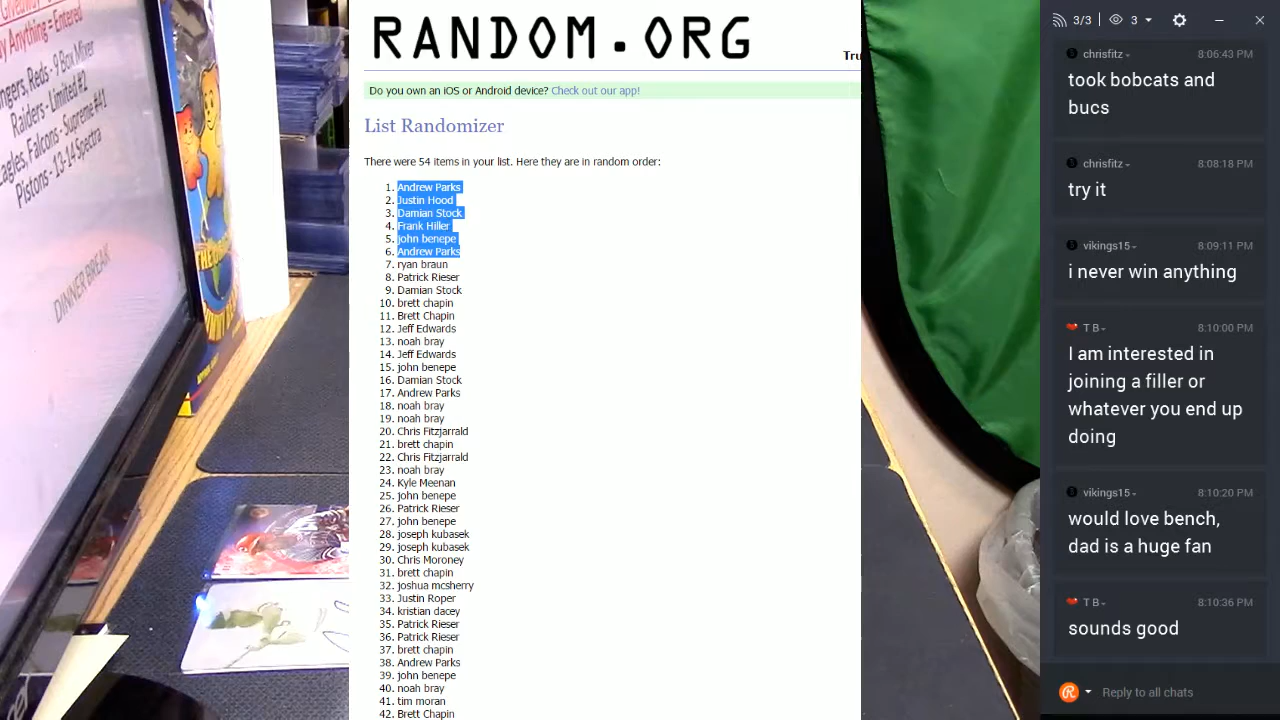 Giveaway
Buy Anything = Entered
Rangers, Reds - 9 Box Mixer
Raiders - Limited #2
Eagles, Falcons - Supreme #41
Pistons - 13-14 Spectra
DINNER BREAK
RANDOM.ORG
Tru
Do you own an iOS or Android device? Check out our app!
List Randomizer
There were 54 items in your list. Here they are in random order:
1. Andrew Parks
2. Justin Hood
3. Damian Stock
4. Frank Hiller
5. john benepe
6. Andrew Parks
7. ryan braun
8. Patrick Rieser
9. Damian Stock
10. brett chapin
11. Brett Chapin
12. Jeff Edwards
13. noah bray
14. Jeff Edwards
15. john benepe
16. Damian Stock
17. Andrew Parks
18. noah bray
19. noah bray
20. Chris Fitzjarrald
21. brett chapin
22. Chris Fitzjarrald
23. noah bray
24. Kyle Meenan
25. john benepe
26. Patrick Rieser
27. john benepe
28. joseph kubasek
29. joseph kubasek
30. Chris Moroney
31. brett chapin
32. joshua mcsherry
33. Justin Roper
34. kristian dacey
35. Patrick Rieser
36. Patrick Rieser
37. brett chapin
38. Andrew Parks
39. john benepe
40. noah bray
41. tim moran
42. Brett Chapin
3/3 3
chrisfitz 8:06:43 PM
took bobcats and
bucs
chrisfitz 8:08:18 PM
try it
vikings15 8:09:11 PM
i never win anything
T B 8:10:00 PM
I am interested in
joining a filler or
whatever you end up
doing
vikings15 8:10:20 PM
would love bench,
dad is a huge fan
T B 8:10:36 PM
sounds good
Reply to all chats